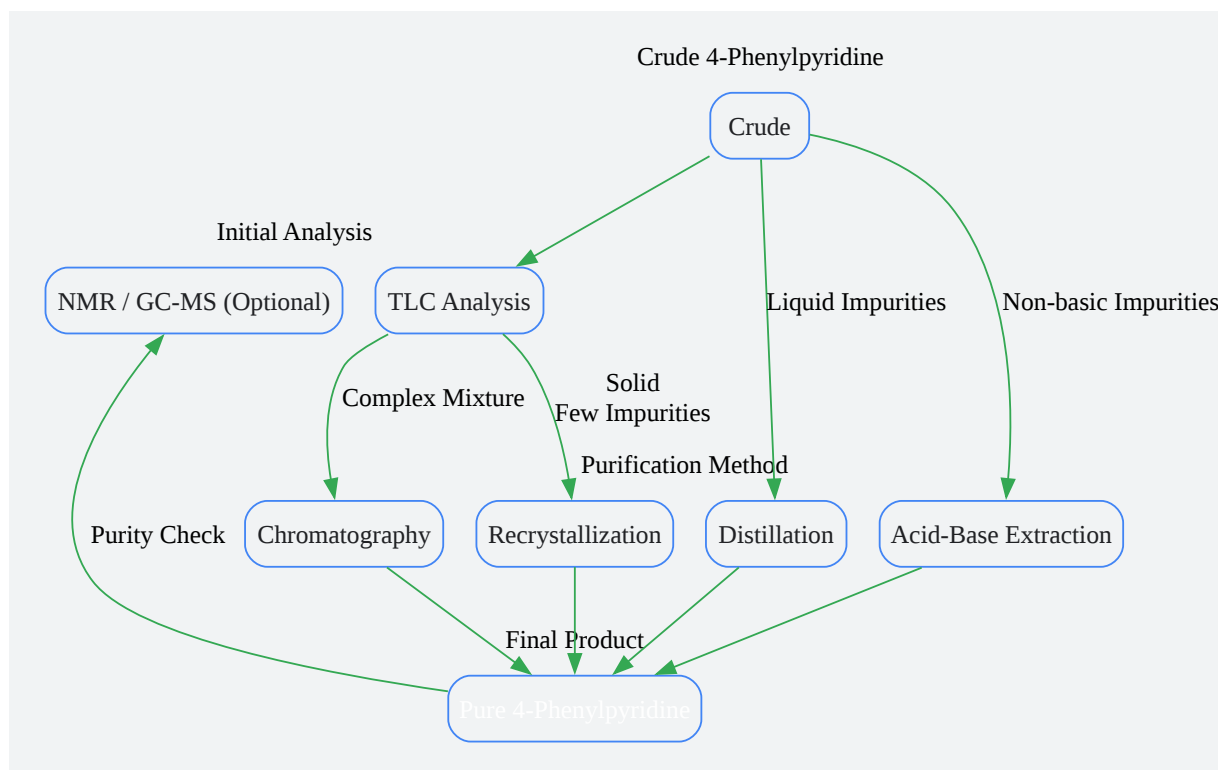 Crude 4-Phenylpyridine
Crude
Initial Analysis
NMR / GC-MS (Optional)
TLC Analysis
Liquid Impurities
Non-basic Impurities
Complex Mixture
Solid
Few Impurities
Purification Method
Purity Check
Chromatography
Recrystallization
Distillation
Acid-Base Extraction
Final Product
Pure 4-Phenylpyridine